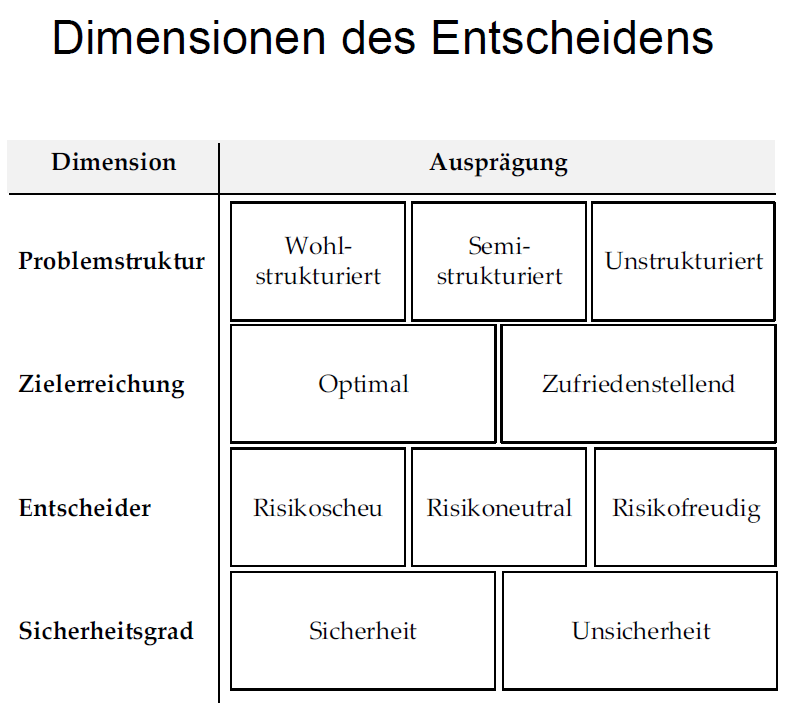 Dimensionen des Entscheidens
Dimension Ausprägung
Problemstruktur
Wohl-
strukturiert
Semi-
strukturiert
Unstrukturiert
Zielerreichung Optimal Zufriedenstellend
Entscheider Risikoscheu Risikoneutral Risikofreudig
Sicherheitsgrad Sicherheit Unsicherheit